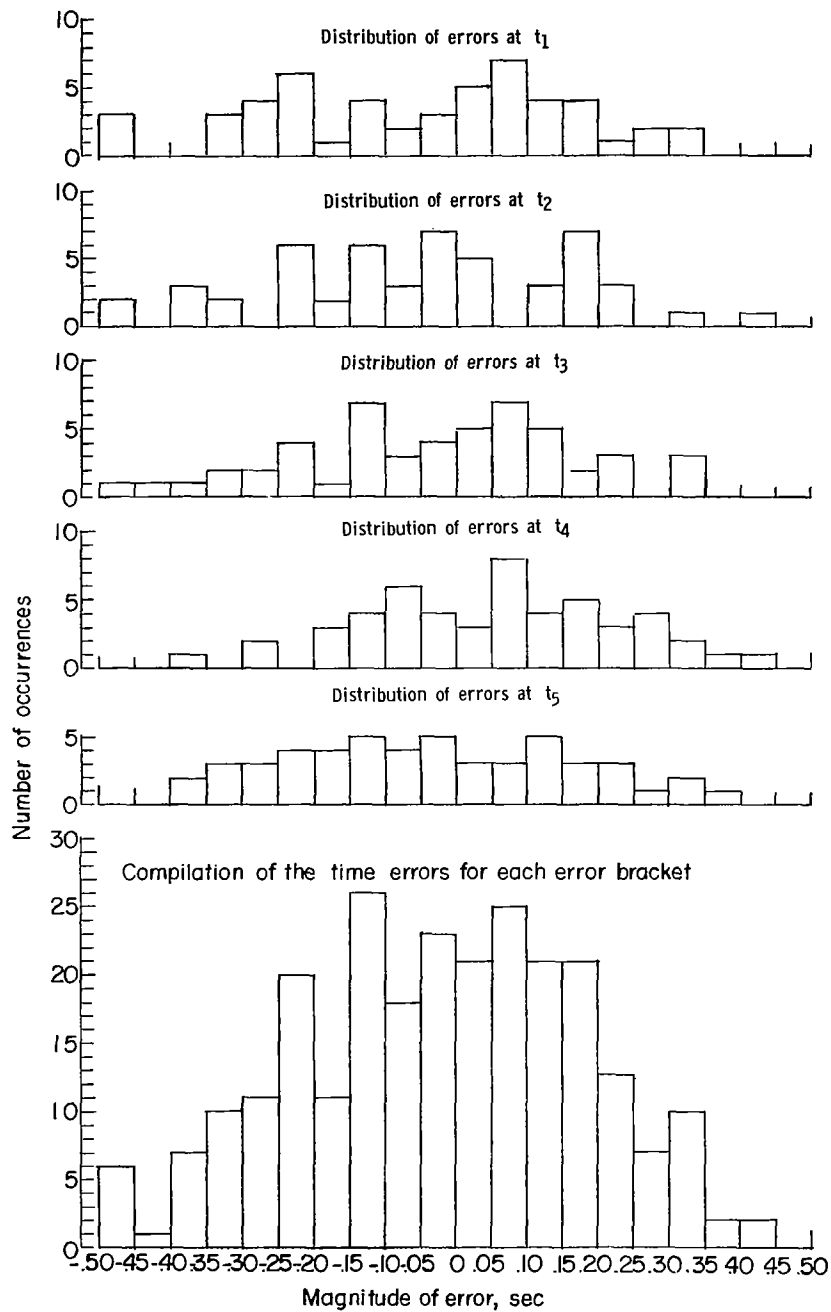 10
5
0
Distribution of errors at t1
10
5
0
Distribution of errors at t2
10
5
0
Distribution of errors at t3
10
5
0
Distribution of errors at t4
5
0
Distribution of errors at t5
Number of occurrences
30
25
20
15
10
5
0
Compilation of the time errors for each error bracket
-.50 -.45 -.40 -.35 -.30 -.25 -.20 -.15 -.10 -.05 0 .05 .10 .15 .20 .25 .30 .35 .40 .45 .50
Magnitude of error, sec